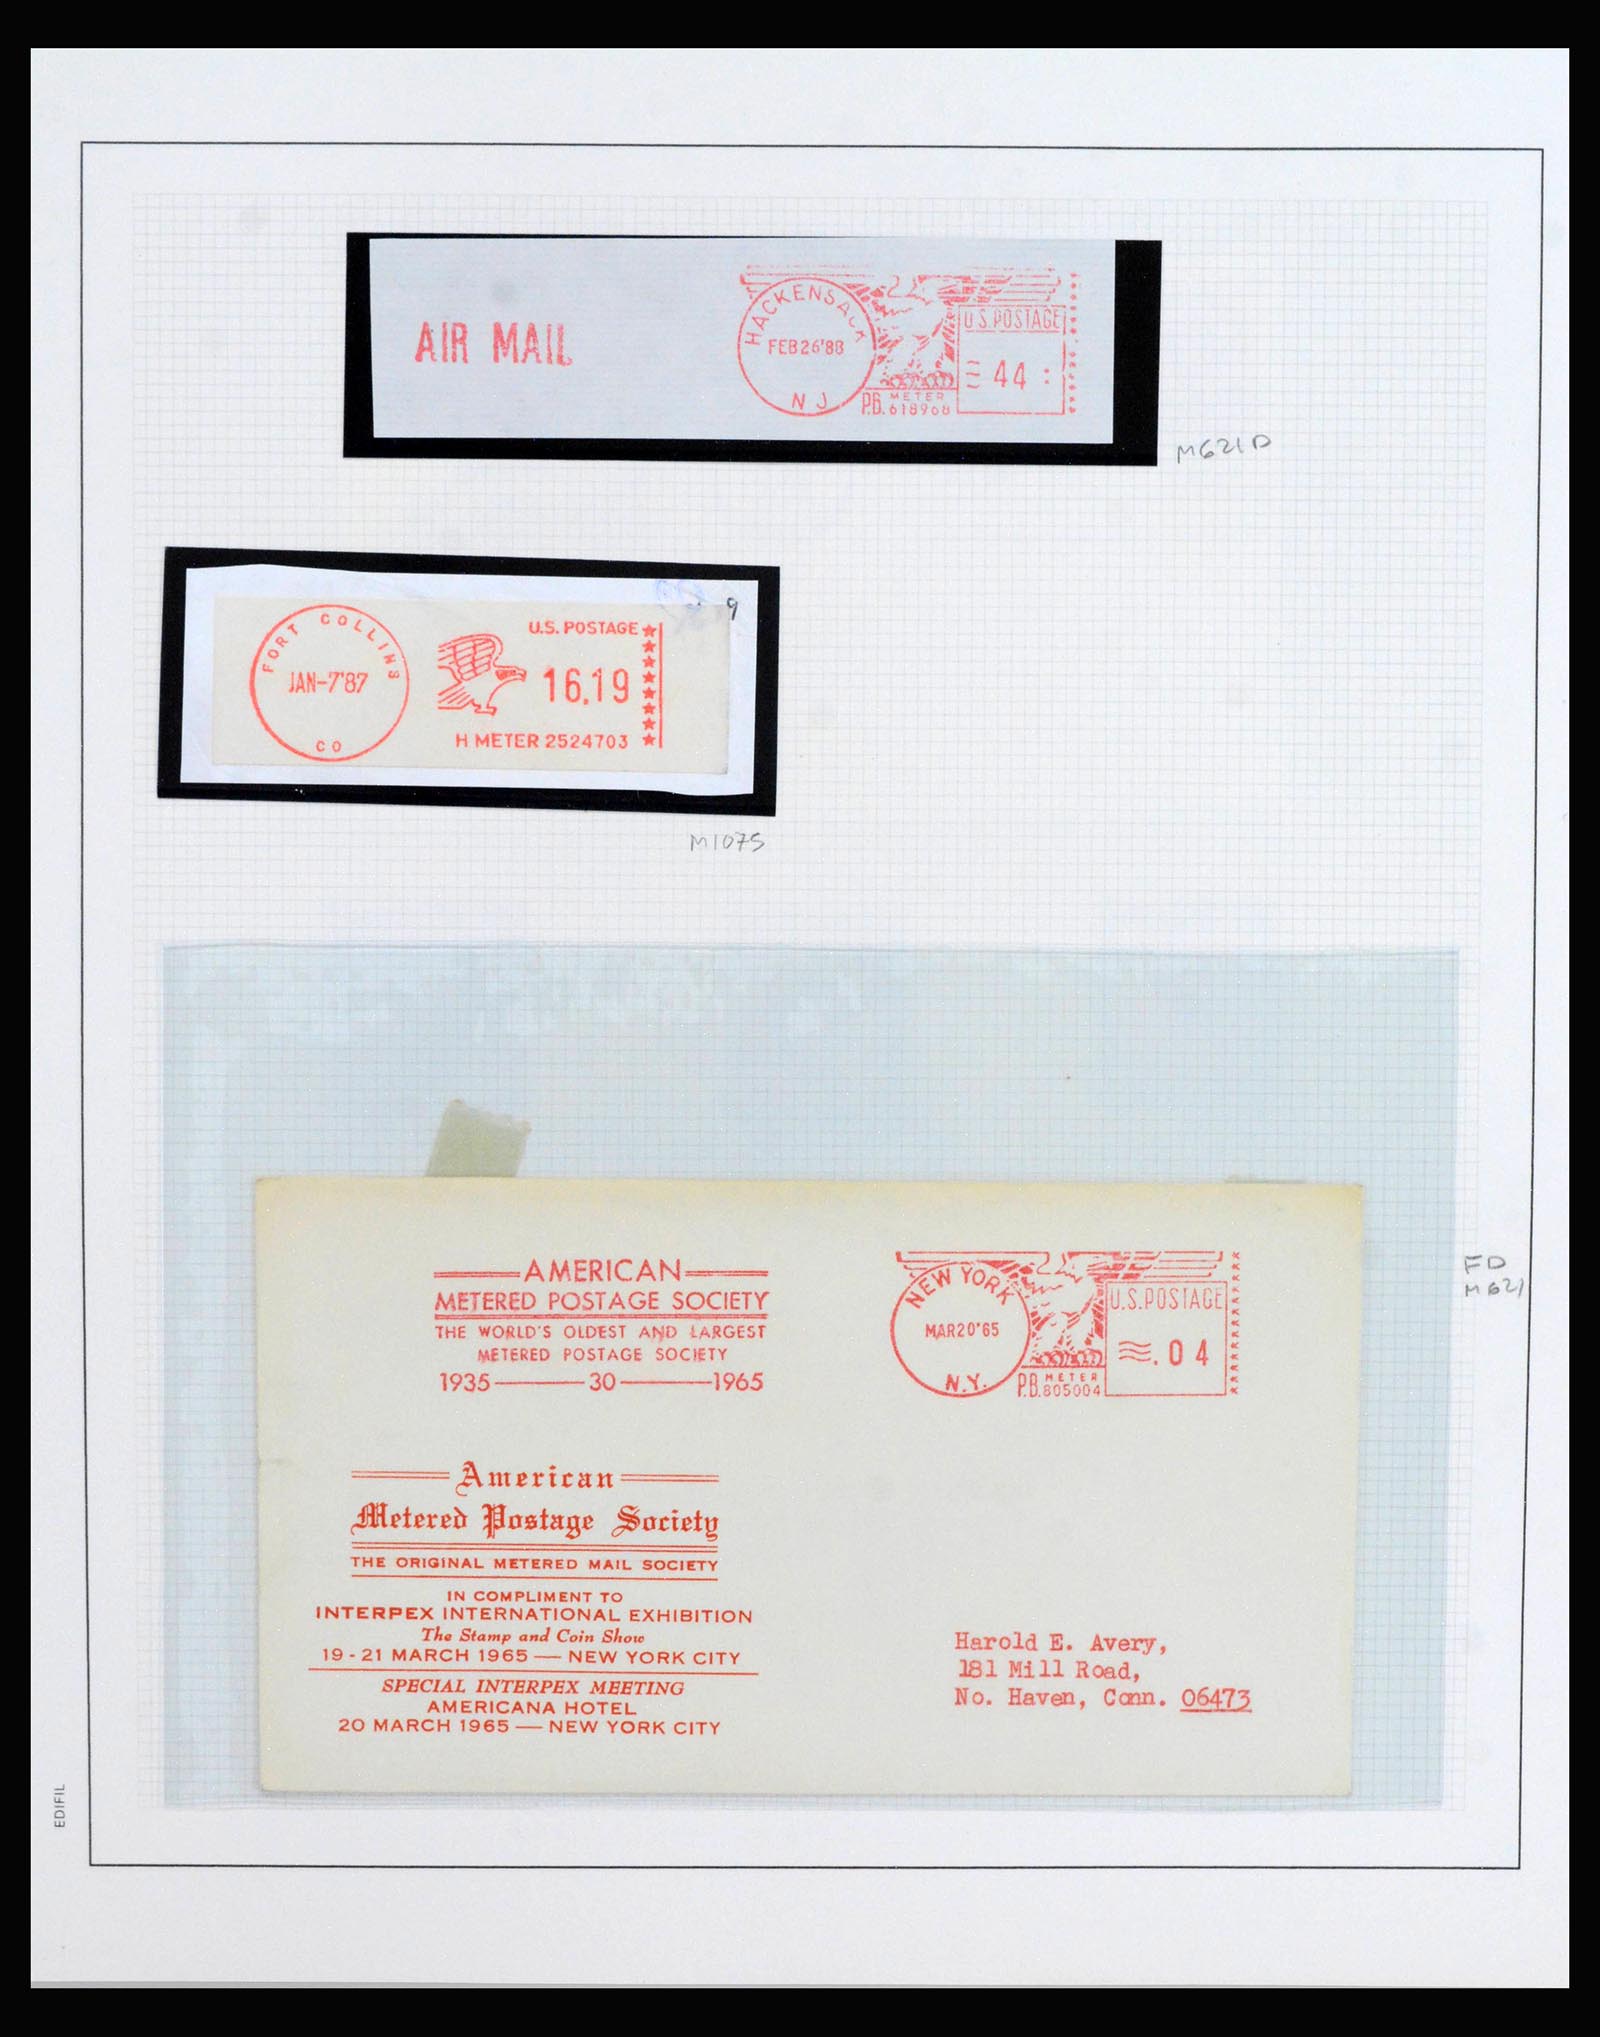 AIR MAIL
HACKENSACK
FEB 26'88
N J
U.S. POSTAGE
44
P.B. METER
618968
M621D
FORT COLLINS
JAN-7'87
CO
U.S. POSTAGE
16.19
H METER 2524703
9
M1075
AMERICAN
METERED POSTAGE SOCIETY
THE WORLD'S OLDEST AND LARGEST
METERED POSTAGE SOCIETY
1935 — 30 — 1965
NEW YORK
MAR 20'65
N.Y.
U.S. POSTAGE
.04
P.B. METER
805004
FD
M621
American
Metered Postage Society
THE ORIGINAL METERED MAIL SOCIETY
IN COMPLIMENT TO
INTERPEX INTERNATIONAL EXHIBITION
The Stamp and Coin Show
19 - 21 MARCH 1965 — NEW YORK CITY
SPECIAL INTERPEX MEETING
AMERICANA HOTEL
20 MARCH 1965 — NEW YORK CITY
Harold E. Avery,
181 Mill Road,
No. Haven, Conn. 06473
EDIFIL